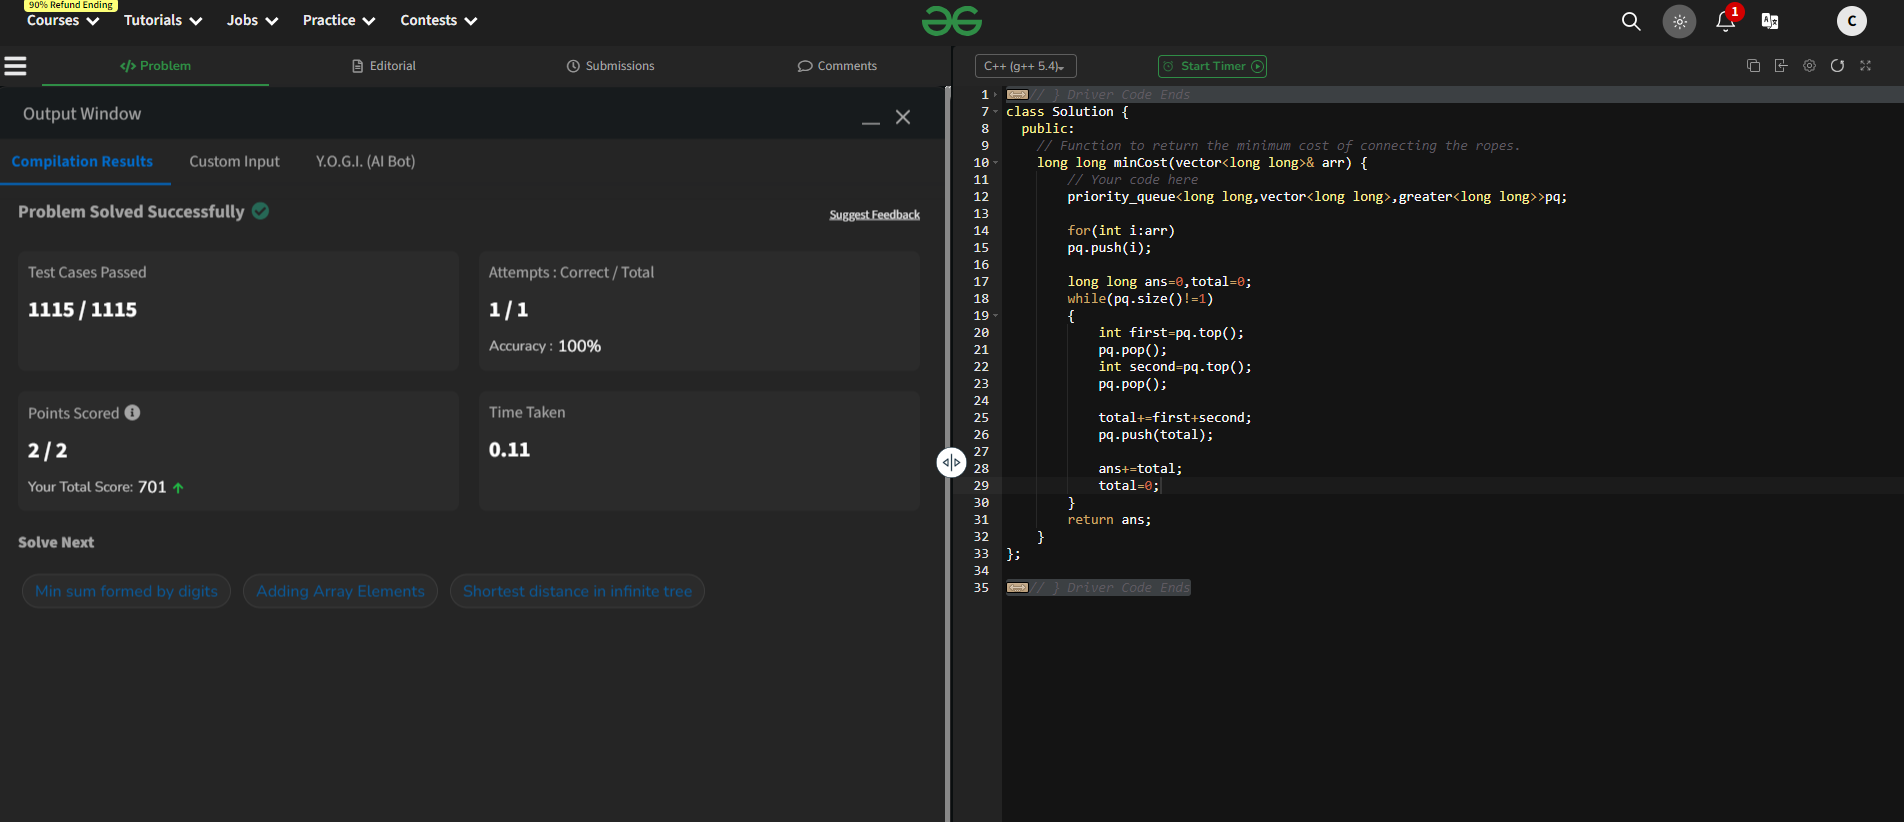 90% Refund Ending
Courses Tutorials Jobs Practice Contests
1
C
Problem Editorial Submissions Comments
Output Window
Compilation Results Custom Input Y.O.G.I. (AI Bot)
Problem Solved Successfully
Suggest Feedback
Test Cases Passed
1115 / 1115
Attempts : Correct / Total
1 / 1
Accuracy : 100%
Points Scored
2 / 2
Your Total Score: 701
Time Taken
0.11
Solve Next
Min sum formed by digits Adding Array Elements Shortest distance in infinite tree
C++ (g++ 5.4) Start Timer
1 // } Driver Code Ends
7 class Solution {
8 public:
9 // Function to return the minimum cost of connecting the ropes.
10 long long minCost(vector<long long>& arr) {
11 // Your code here
12 priority_queue<long long,vector<long long>,greater<long long>>pq;
13
14 for(int i:arr)
15 pq.push(i);
16
17 long long ans=0,total=0;
18 while(pq.size()!=1)
19 {
20 int first=pq.top();
21 pq.pop();
22 int second=pq.top();
23 pq.pop();
24
25 total+=first+second;
26 pq.push(total);
27
28 ans+=total;
29 total=0;
30 }
31 return ans;
32 }
33 };
34
35 // } Driver Code Ends